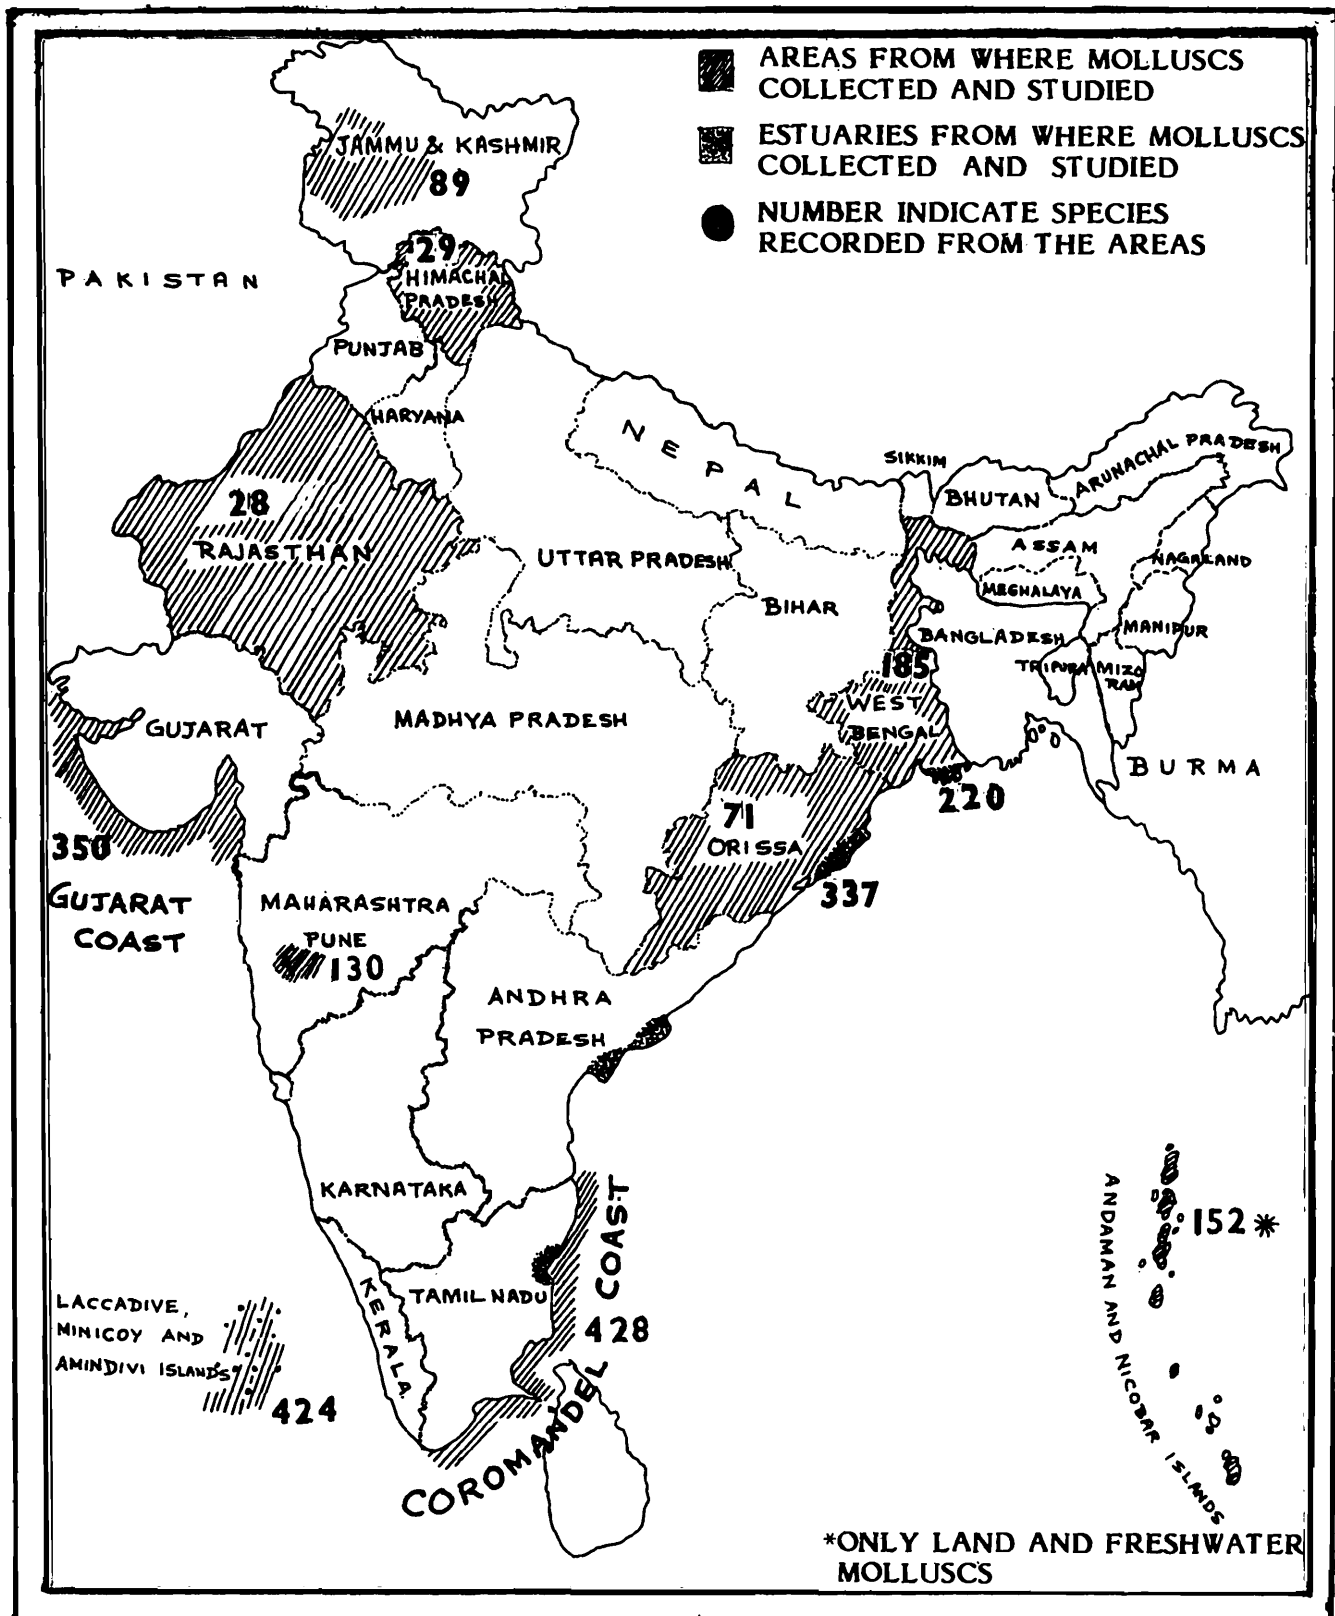 AREAS FROM WHERE MOLLUSCS
COLLECTED AND STUDIED
ESTUARIES FROM WHERE MOLLUSCS
COLLECTED AND STUDIED
NUMBER INDICATE SPECIES
RECORDED FROM THE AREAS
JAMMU & KASHMIR
89
29
HIMACHAL
PRADESH
PAKISTAN
PUNJAB
HARYANA
NEPAL
SIKKIM
BHUTAN
ARUNACHAL PRADESH
28
RAJASTHAN
UTTAR PRADESH
BIHAR
ASSAM
NAGALAND
MEGHALAYA
MANIPUR
BANGLADESH
TRIPURA
MIZO
RAM
185
WEST
BENGAL
GUJARAT
MADHYA PRADESH
BURMA
220
71
ORISSA
337
350
GUJARAT
COAST
MAHARASHTRA
PUNE
130
ANDHRA
PRADESH
KARNATAKA
COROMANDEL COAST
428
TAMIL NADU
KERALA
LACCADIVE,
MINICOY AND
AMINDIVI ISLANDS
424
152 *
ANDAMAN AND NICOBAR ISLANDS
*ONLY LAND AND FRESHWATER
MOLLUSCS